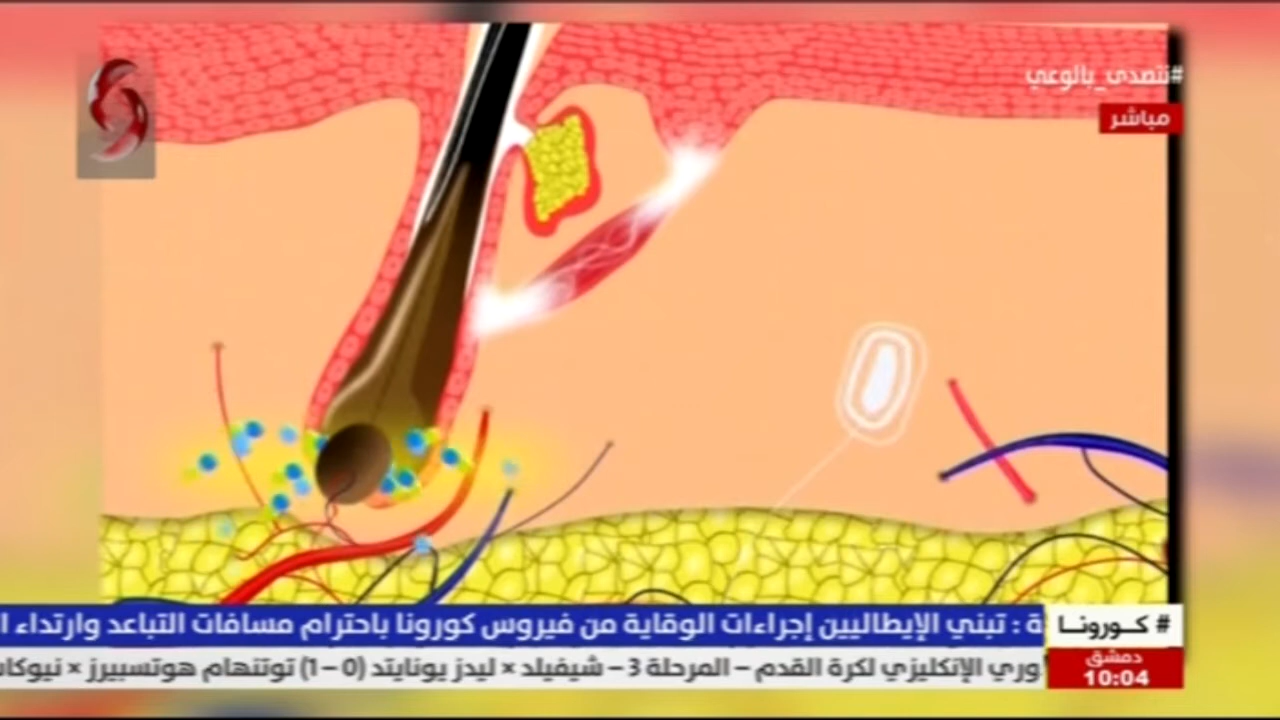 #نتصدى_بالوعي
مباشر
# كـورونـا
ة : تبني الإيطاليين إجراءات الوقاية من فيروس كورونا باحترام مسافات التباعد وارتداء ا
دمشق
10:04
وري الإنكليزي لكرة القدم – المرحلة 3 – شيفيلد × ليدز يونايتد (0 – 1) توتنهام هوتسبيرز × نيوكا